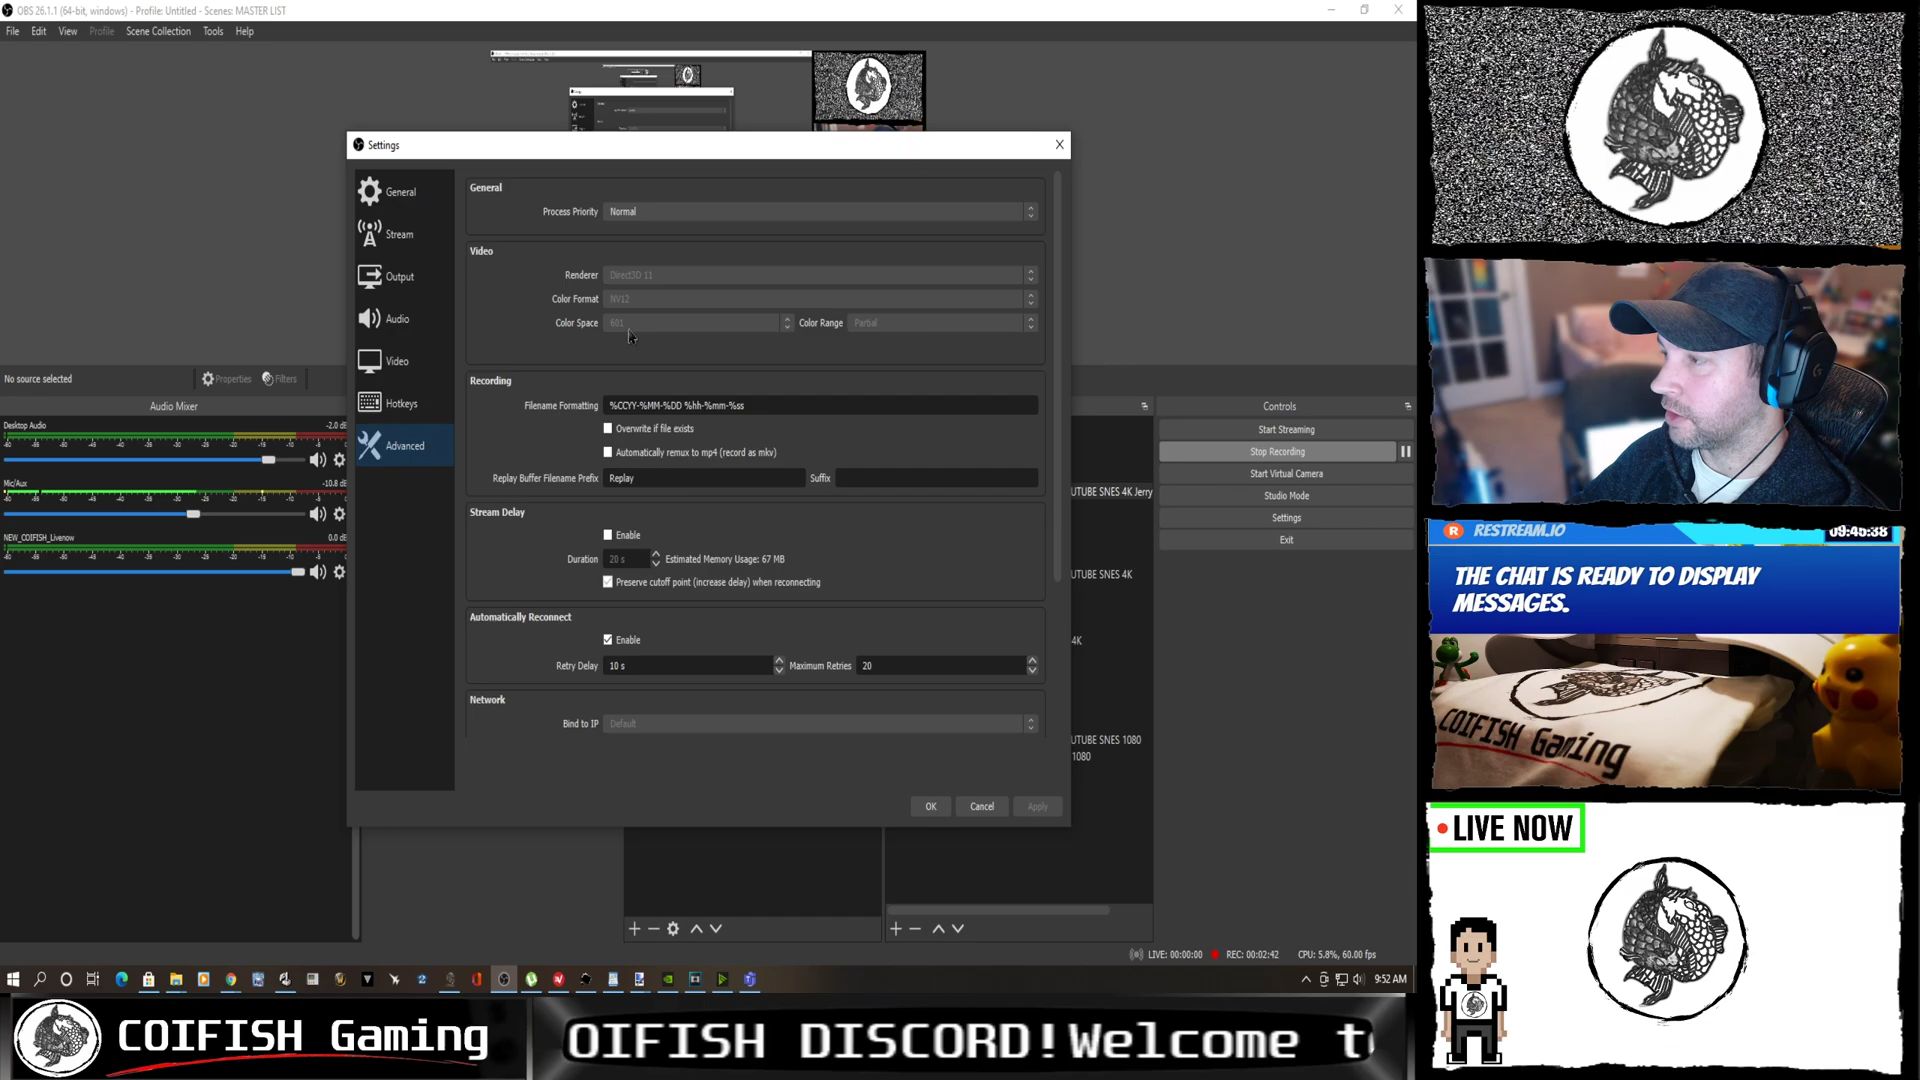 OBS 26.1.1 (64-bit, windows) - Profile: Untitled - Scenes: MASTER LIST
File Edit View Profile Scene Collection Tools Help
Settings
General
Stream
Output
Audio
Video
Hotkeys
Advanced
General
Process Priority Normal
Video
Renderer Direct3D 11
Color Format NV12
Color Space 601 Color Range Partial
Recording
Filename Formatting %CCYY-%MM-%DD %hh-%mm-%ss
Overwrite if file exists
Automatically remux to mp4 (record as mkv)
Replay Buffer Filename Prefix Replay Suffix
Stream Delay
Enable
Duration 20 s Estimated Memory Usage: 67 MB
Preserve cutoff point (increase delay) when reconnecting
Automatically Reconnect
Enable
Retry Delay 10 s Maximum Retries 20
Network
Bind to IP Default
OK Cancel Apply
No source selected Properties Filters
Audio Mixer
Desktop Audio -2.0 dB
Mic/Aux -10.8 dB
NEW_COIFISH_Livenow 0.0 dB
UTUBE SNES 4K Jerry
UTUBE SNES 4K
4K
UTUBE SNES 1080
1080
Controls
Start Streaming
Stop Recording
Start Virtual Camera
Studio Mode
Settings
Exit
LIVE: 00:00:00 REC: 00:02:42 CPU: 5.8%, 60.00 fps
9:52 AM
RESTREAM.IO 09:45:38
THE CHAT IS READY TO DISPLAY
MESSAGES.
COIFISH Gaming
LIVE NOW
COIFISH Gaming
OIFISH DISCORD!Welcome t